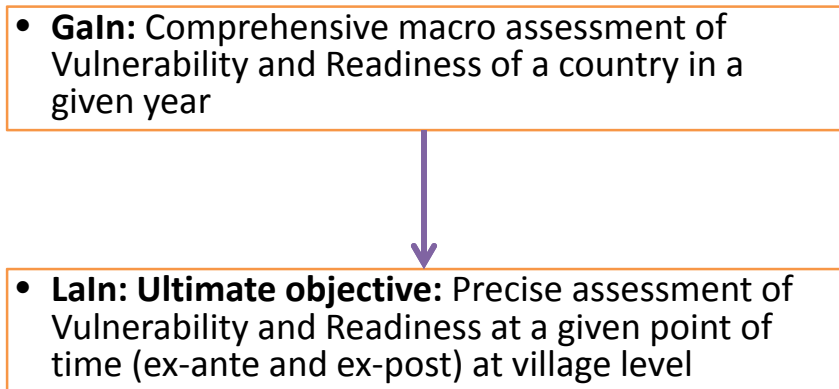 • GaIn: Comprehensive macro assessment of
Vulnerability and Readiness of a country in a
given year
• LaIn: Ultimate objective: Precise assessment of
Vulnerability and Readiness at a given point of
time (ex-ante and ex-post) at village level